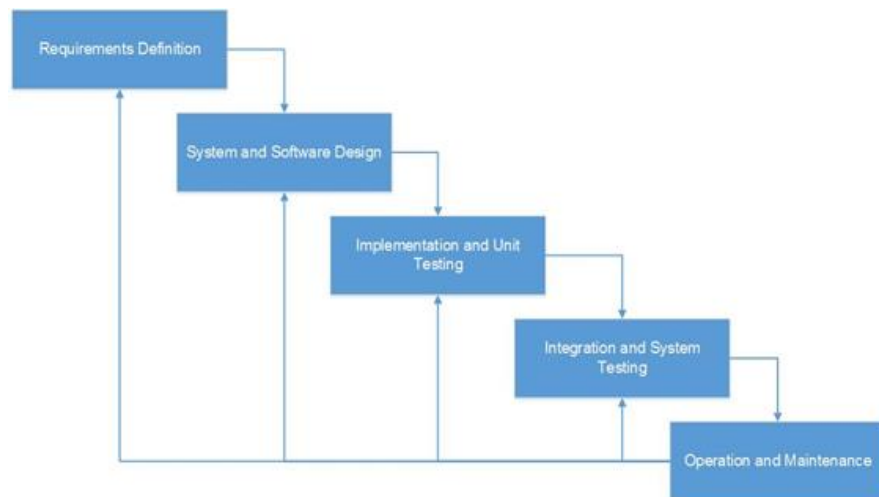 Requirements Definition
System and Software Design
Implementation and Unit
Testing
Integration and System
Testing
Operation and Maintenance